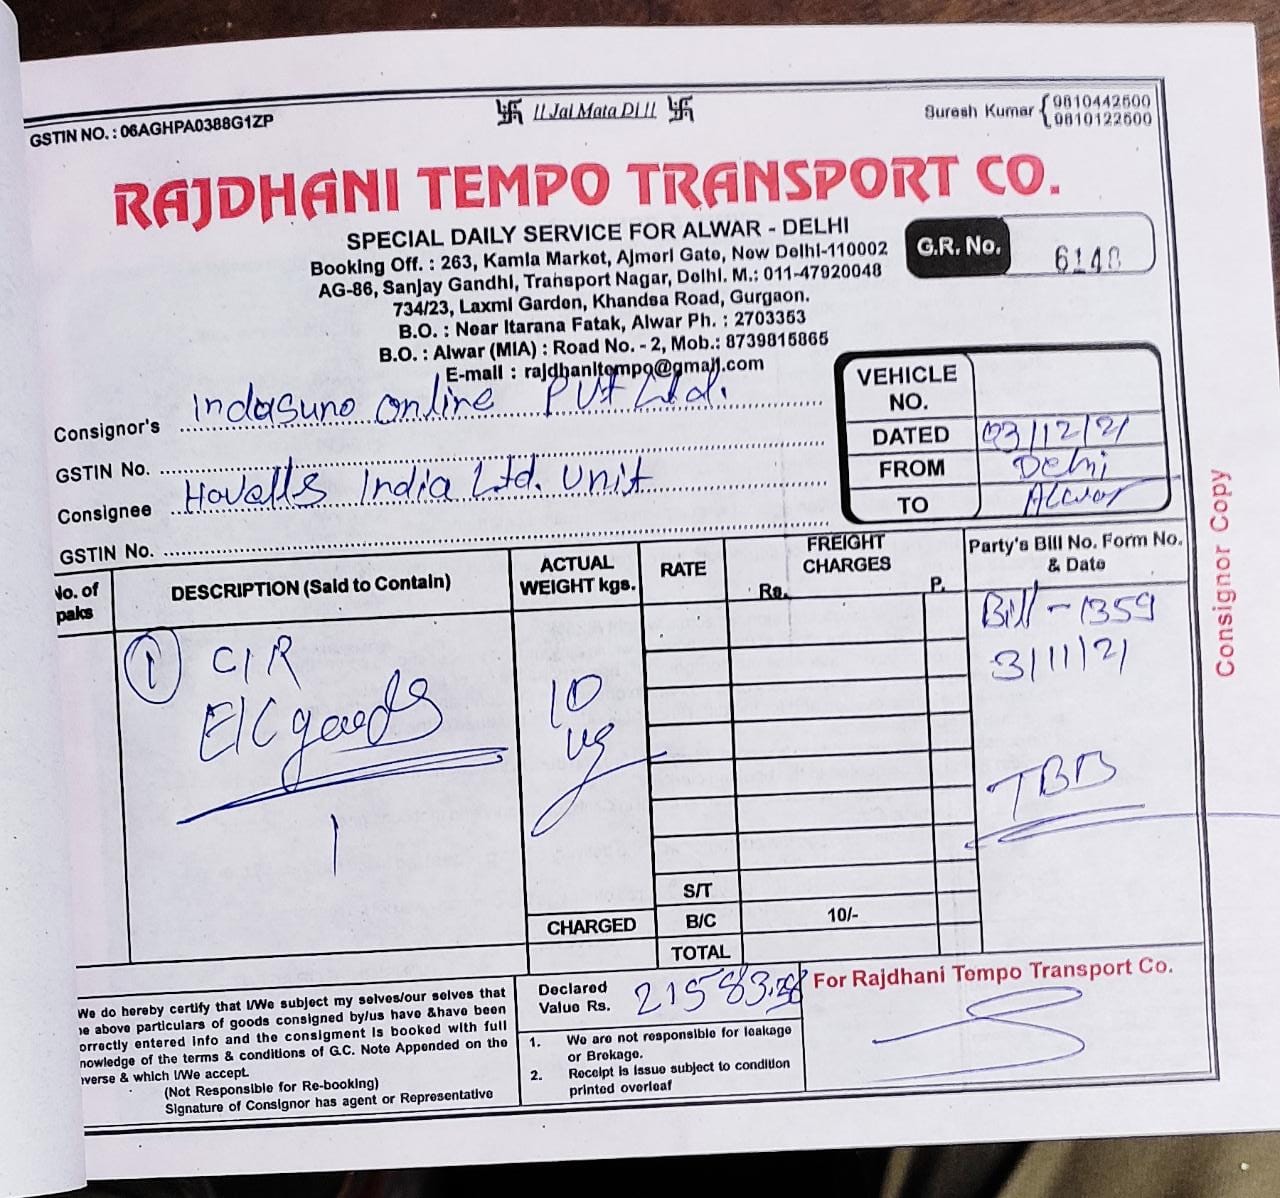 GSTIN NO. : 06AGHPA0388G1ZP
卐 !! Jai Mata Di !! 卐
Suresh Kumar { 9810442600
9810122600
RAJDHANI TEMPO TRANSPORT CO.
SPECIAL DAILY SERVICE FOR ALWAR - DELHI
Booking Off. : 263, Kamla Market, Ajmeri Gate, New Delhi-110002
AG-86, Sanjay Gandhi, Transport Nagar, Delhi. M.: 011-47920048
734/23, Laxmi Garden, Khandsa Road, Gurgaon.
B.O. : Near Itarana Fatak, Alwar Ph. : 2703353
B.O. : Alwar (MIA) : Road No. - 2, Mob.: 8739815865
E-mail : rajdhanitempo@gmail.com
G.R. No. 6148
Consignor's Indasuno Online Pvt Ltd.
GSTIN No.
Consignee Havells India Ltd. Unit
GSTIN No.
VEHICLE NO.
DATED 03/12/21
FROM Delhi
TO Alwar
No. of paks
DESCRIPTION (Said to Contain)
ACTUAL WEIGHT kgs.
RATE
FREIGHT CHARGES
Rs. P.
Party's Bill No. Form No. & Date
1 C/R
E/C goods
1
10
Bill - 1359
3/11/21
TBB
S/T
CHARGED B/C 10/-
TOTAL
We do hereby certify that I/We subject my selves/our selves that
he above particulars of goods consigned by/us have &have been
orrectly entered info and the consignment is booked with full
nowledge of the terms & conditions of G.C. Note Appended on the
verse & which I/We accept.
(Not Responsible for Re-booking)
Signature of Consignor has agent or Representative
Declared Value Rs. 21583.
1. We are not responsible for leakage
or Brokage.
2. Receipt is issue subject to condition
printed overleaf
For Rajdhani Tempo Transport Co.
Consignor Copy